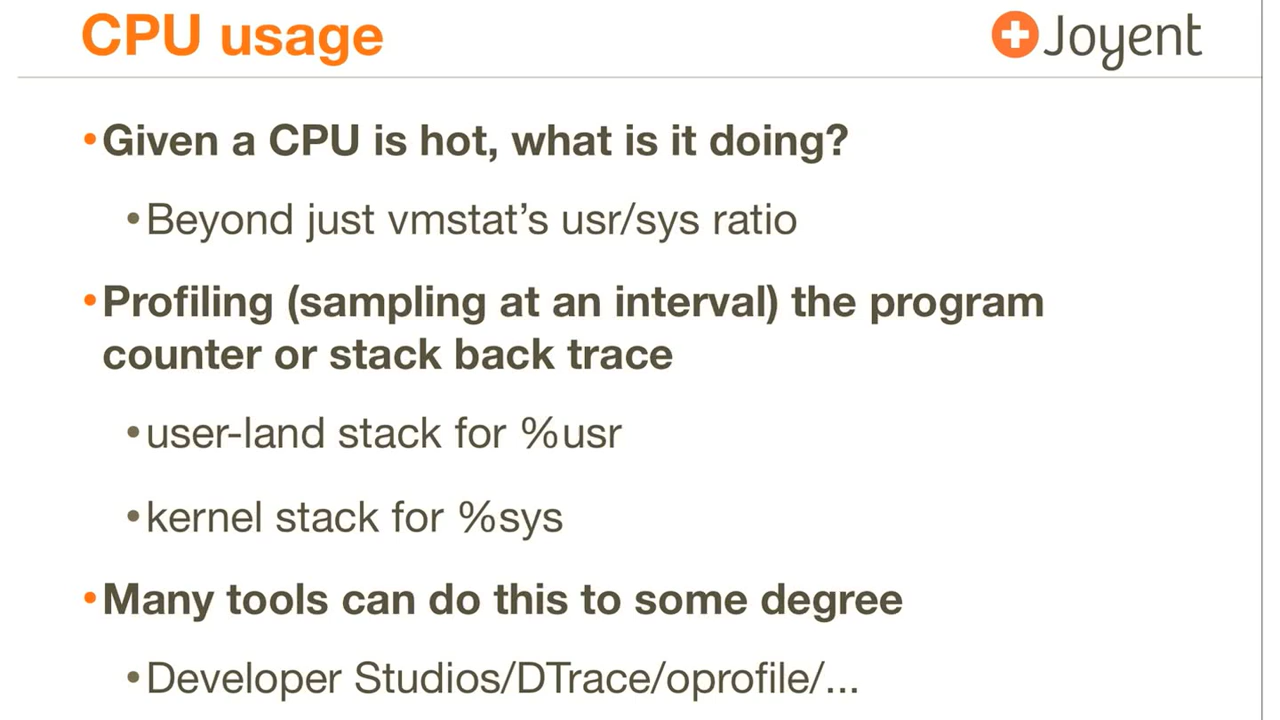 CPU usage
Joyent
•Given a CPU is hot, what is it doing?
•Beyond just vmstat’s usr/sys ratio
•Profiling (sampling at an interval) the program
counter or stack back trace
•user-land stack for %usr
•kernel stack for %sys
•Many tools can do this to some degree
•Developer Studios/DTrace/oprofile/...